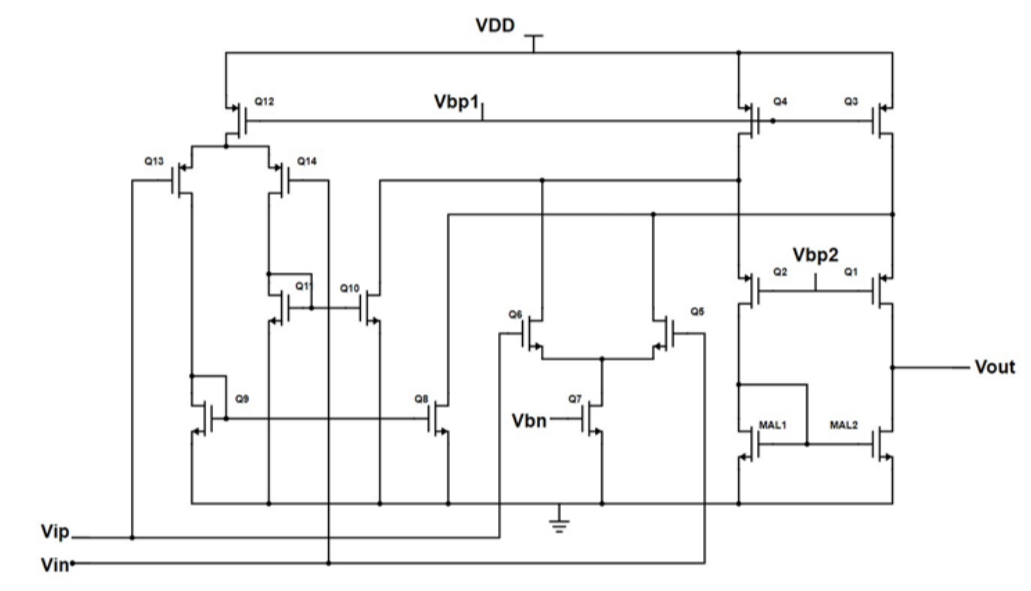 VDD
Q12
Vbp1
Q4
Q3
Q13
Q14
Vbp2
Q2
Q1
Q11
Q10
Q6
Q5
Q9
Q8
Q7
Vbn
Vout
MAL1
MAL2
Vip
Vin